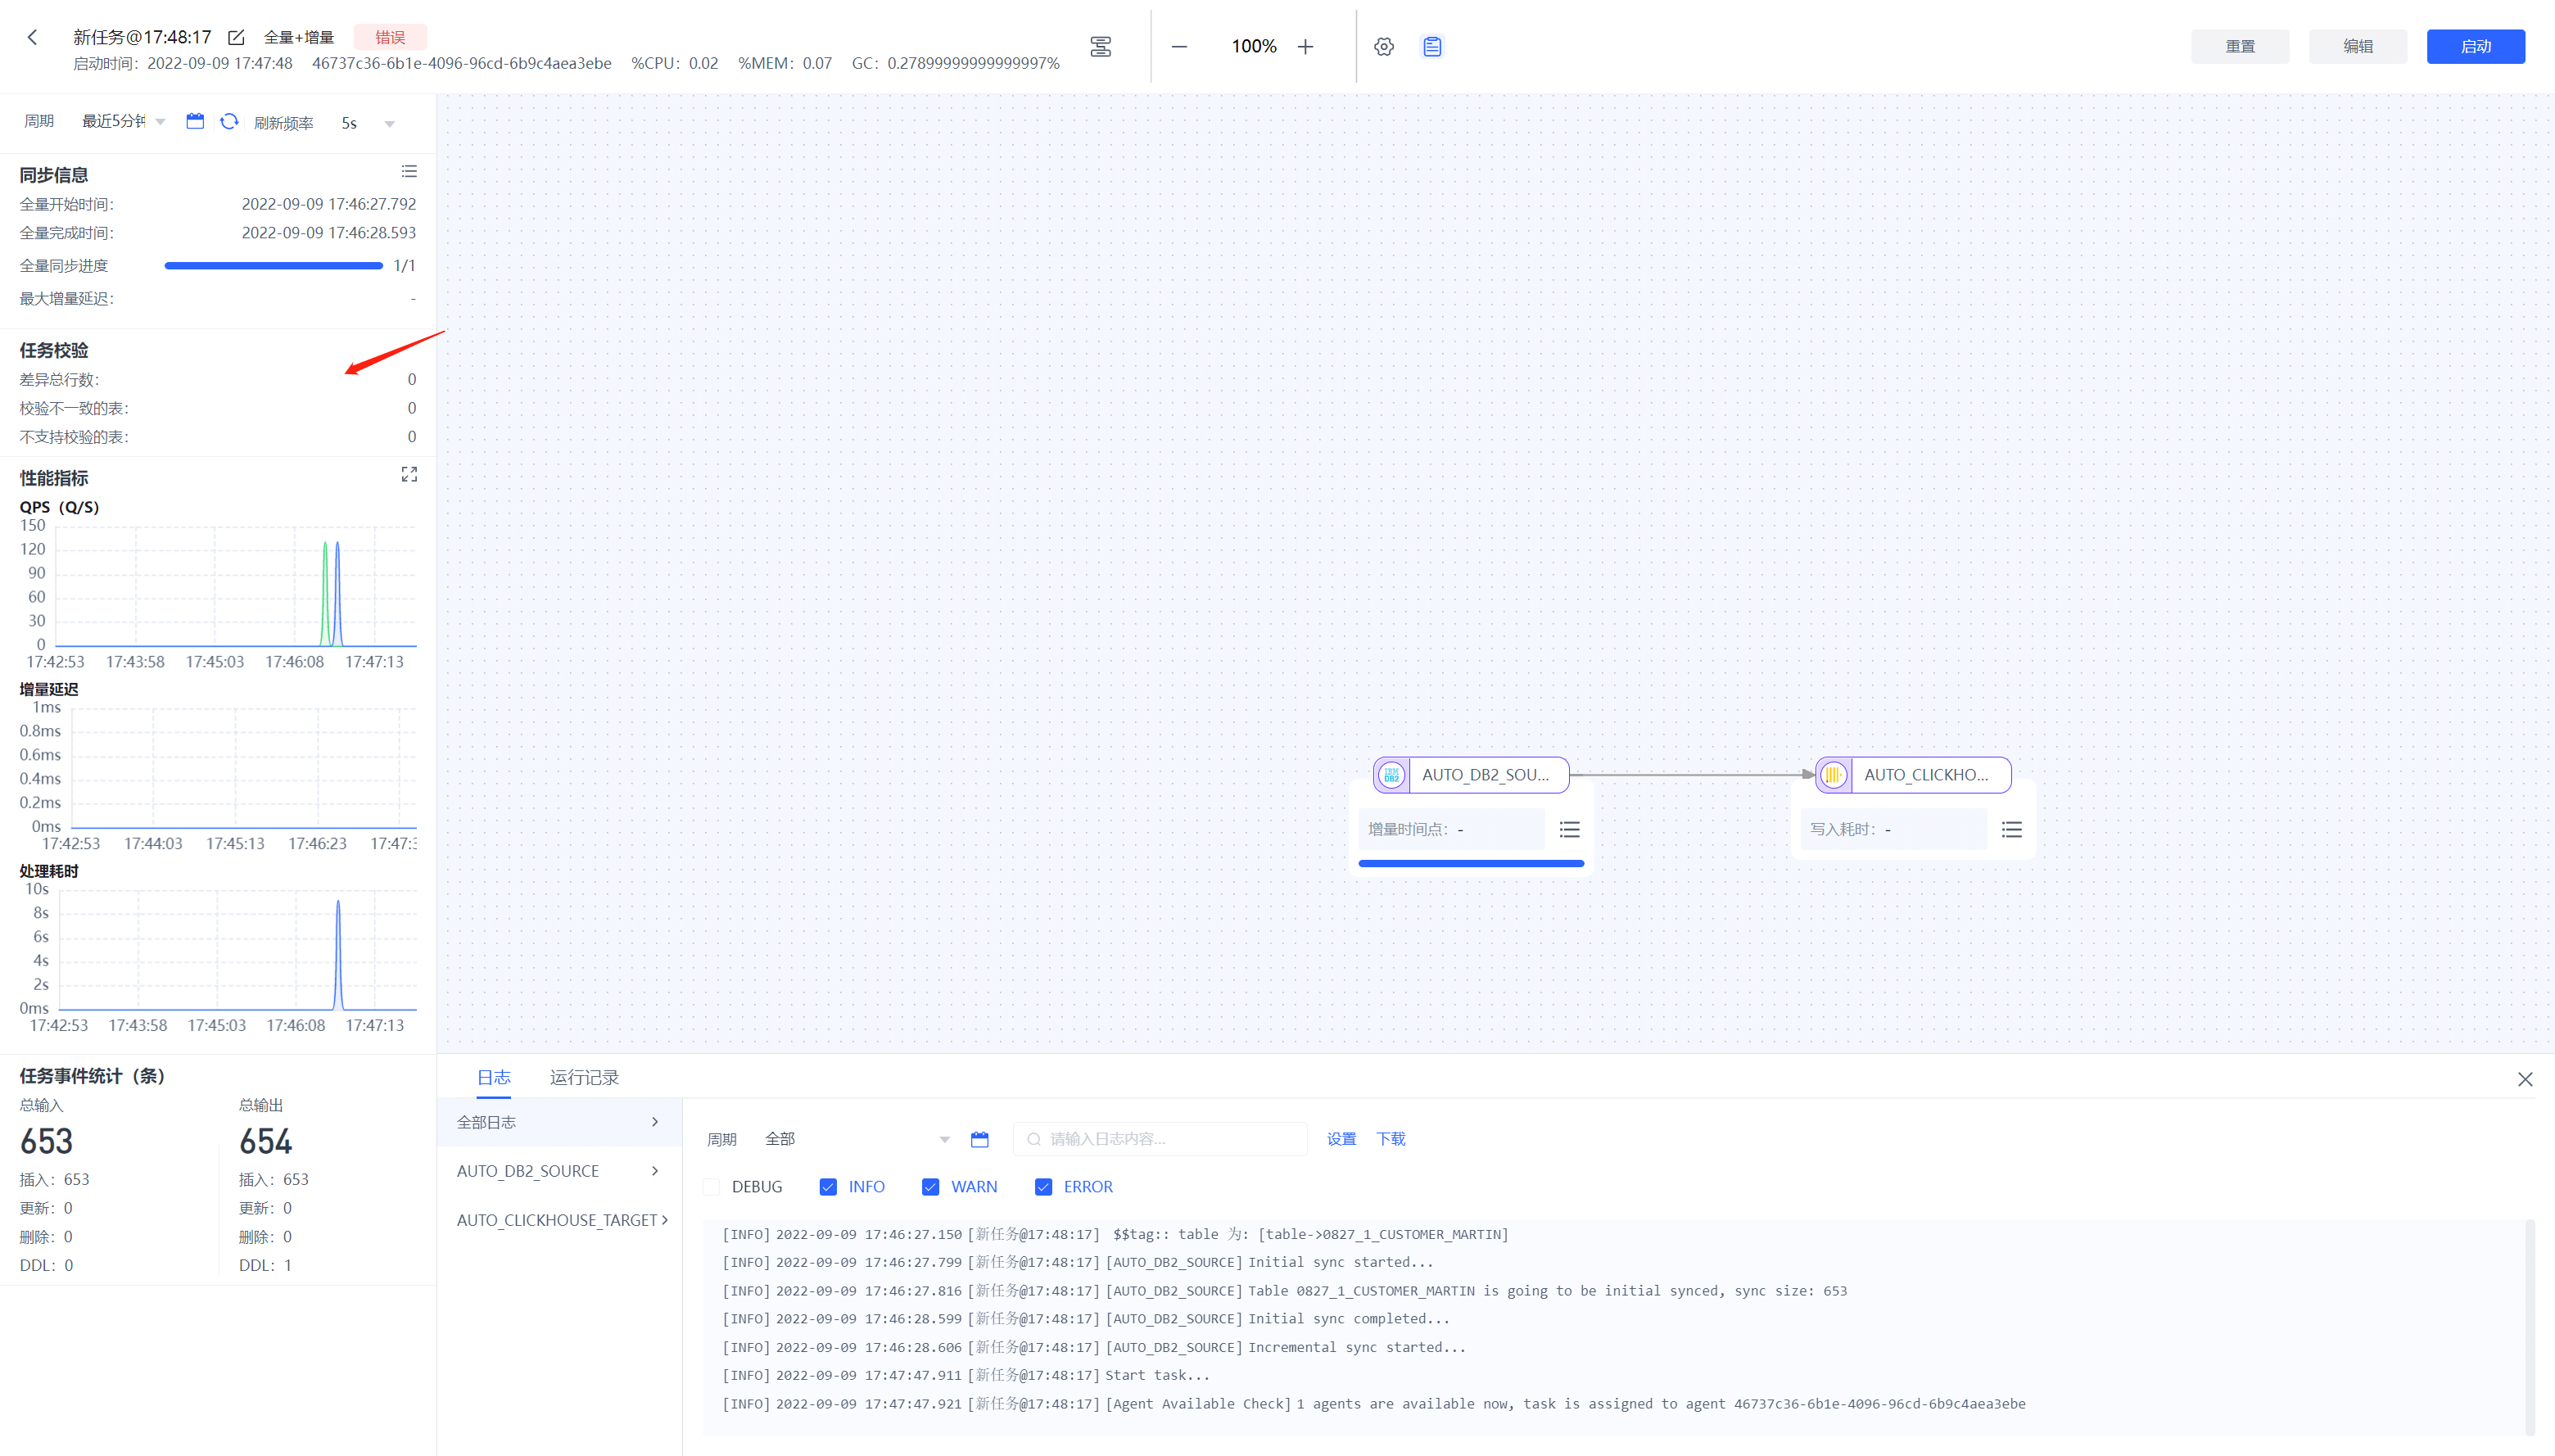 新任务@17:48:17 全量+增量 错误
启动时间：2022-09-09 17:47:48 46737c36-6b1e-4096-96cd-6b9c4aea3ebe %CPU：0.02 %MEM：0.07 GC：0.27899999999999997%
100%
重置 编辑 启动
周期 最近5分钟 刷新频率 5s
同步信息
全量开始时间： 2022-09-09 17:46:27.792
全量完成时间： 2022-09-09 17:46:28.593
全量同步进度 1/1
最大增量延迟： -
任务校验
差异总行数： 0
校验不一致的表： 0
不支持校验的表： 0
性能指标
QPS（Q/S）
150
120
90
60
30
0
17:42:53 17:43:58 17:45:03 17:46:08 17:47:13
增量延迟
1ms
0.8ms
0.6ms
0.4ms
0.2ms
0ms
17:42:53 17:44:03 17:45:13 17:46:23 17:47:3
处理耗时
10s
8s
6s
4s
2s
0ms
17:42:53 17:43:58 17:45:03 17:46:08 17:47:13
任务事件统计（条）
总输入 总输出
653 654
插入：653 插入：653
更新：0 更新：0
删除：0 删除：0
DDL：0 DDL：1
IBM DB2 AUTO_DB2_SOU...
增量时间点：-
AUTO_CLICKHO...
写入耗时：-
日志 运行记录
全部日志
AUTO_DB2_SOURCE
AUTO_CLICKHOUSE_TARGET
周期 全部 请输入日志内容... 设置 下载
DEBUG INFO WARN ERROR
[INFO] 2022-09-09 17:46:27.150 [新任务@17:48:17] $$tag:: table 为: [table->0827_1_CUSTOMER_MARTIN]
[INFO] 2022-09-09 17:46:27.799 [新任务@17:48:17] [AUTO_DB2_SOURCE] Initial sync started...
[INFO] 2022-09-09 17:46:27.816 [新任务@17:48:17] [AUTO_DB2_SOURCE] Table 0827_1_CUSTOMER_MARTIN is going to be initial synced, sync size: 653
[INFO] 2022-09-09 17:46:28.599 [新任务@17:48:17] [AUTO_DB2_SOURCE] Initial sync completed...
[INFO] 2022-09-09 17:46:28.606 [新任务@17:48:17] [AUTO_DB2_SOURCE] Incremental sync started...
[INFO] 2022-09-09 17:47:47.911 [新任务@17:48:17] Start task...
[INFO] 2022-09-09 17:47:47.921 [新任务@17:48:17] [Agent Available Check] 1 agents are available now, task is assigned to agent 46737c36-6b1e-4096-96cd-6b9c4aea3ebe